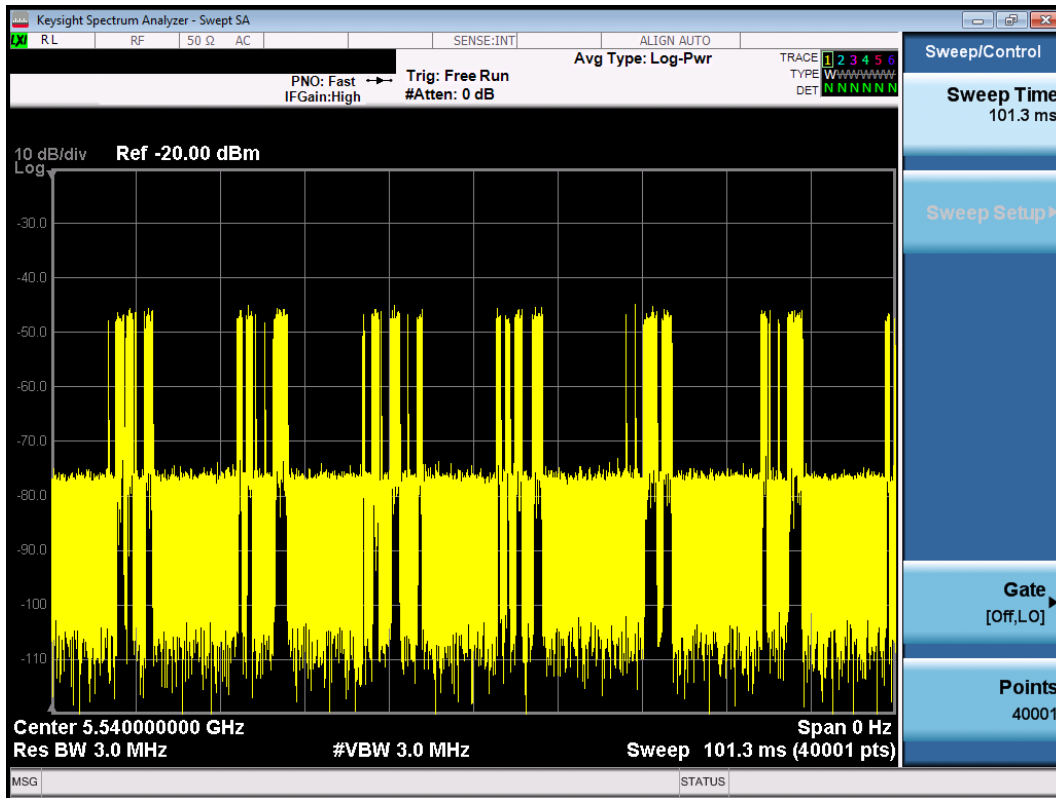 Keysight Spectrum Analyzer - Swept SA
LXI RL RF 50 Ω AC SENSE:INT ALIGN AUTO
Avg Type: Log-Pwr
TRACE 1 2 3 4 5 6
TYPE WWWWWWW
DET N N N N N N
PNO: Fast
IFGain:High
Trig: Free Run
#Atten: 0 dB
10 dB/div
Log
Ref -20.00 dBm
-30.0
-40.0
-50.0
-60.0
-70.0
-80.0
-90.0
-100
-110
Center 5.540000000 GHz
Span 0 Hz
Res BW 3.0 MHz
#VBW 3.0 MHz
Sweep 101.3 ms (40001 pts)
MSG
STATUS
Sweep/Control
Sweep Time
101.3 ms
Sweep Setup
Gate
[Off,LO]
Points
40001